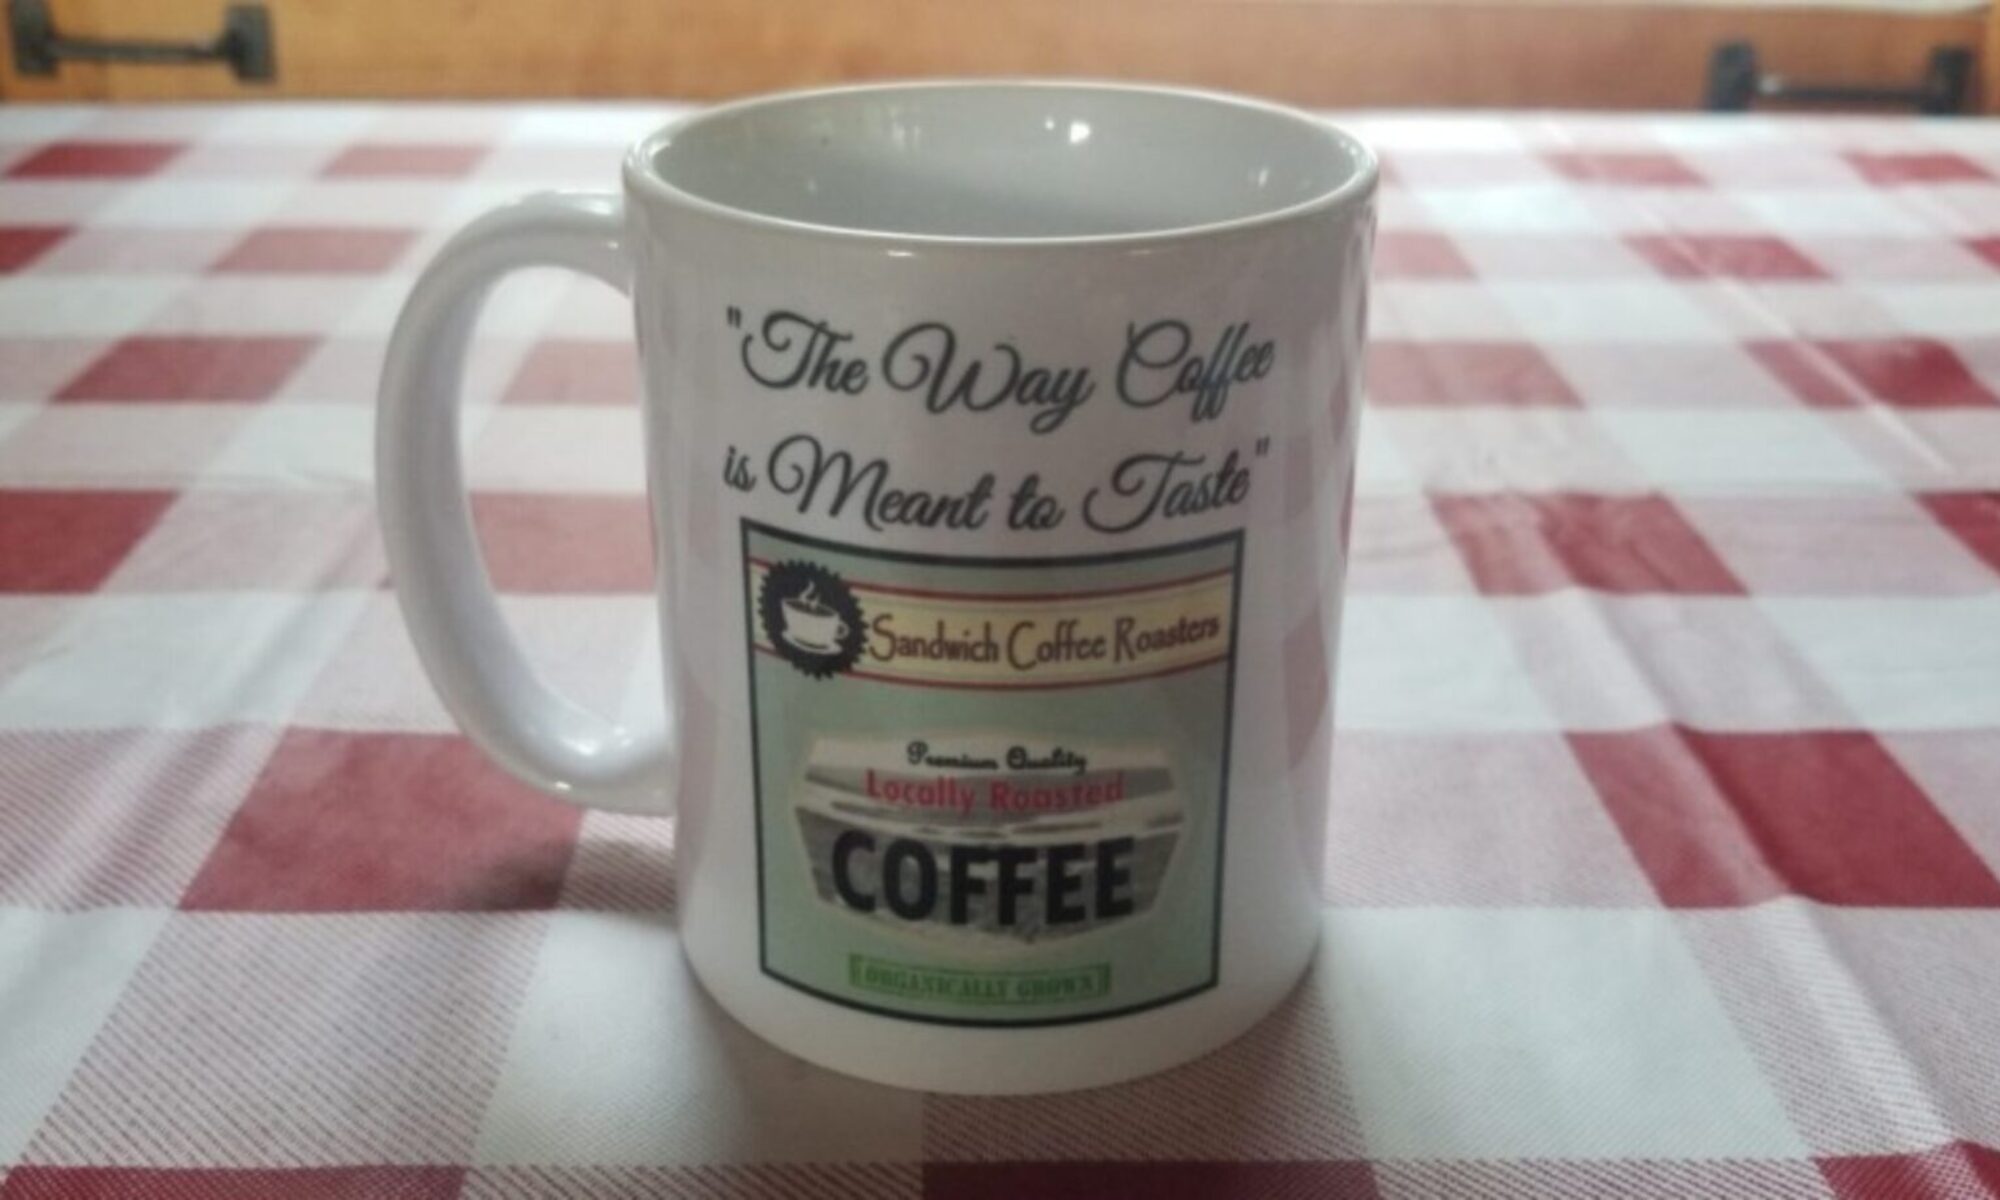 "The Way Coffee
is Meant to Taste"
Sandwich Coffee Roasters
Premium Quality
Locally Roasted
COFFEE
ORGANICALLY GROWN